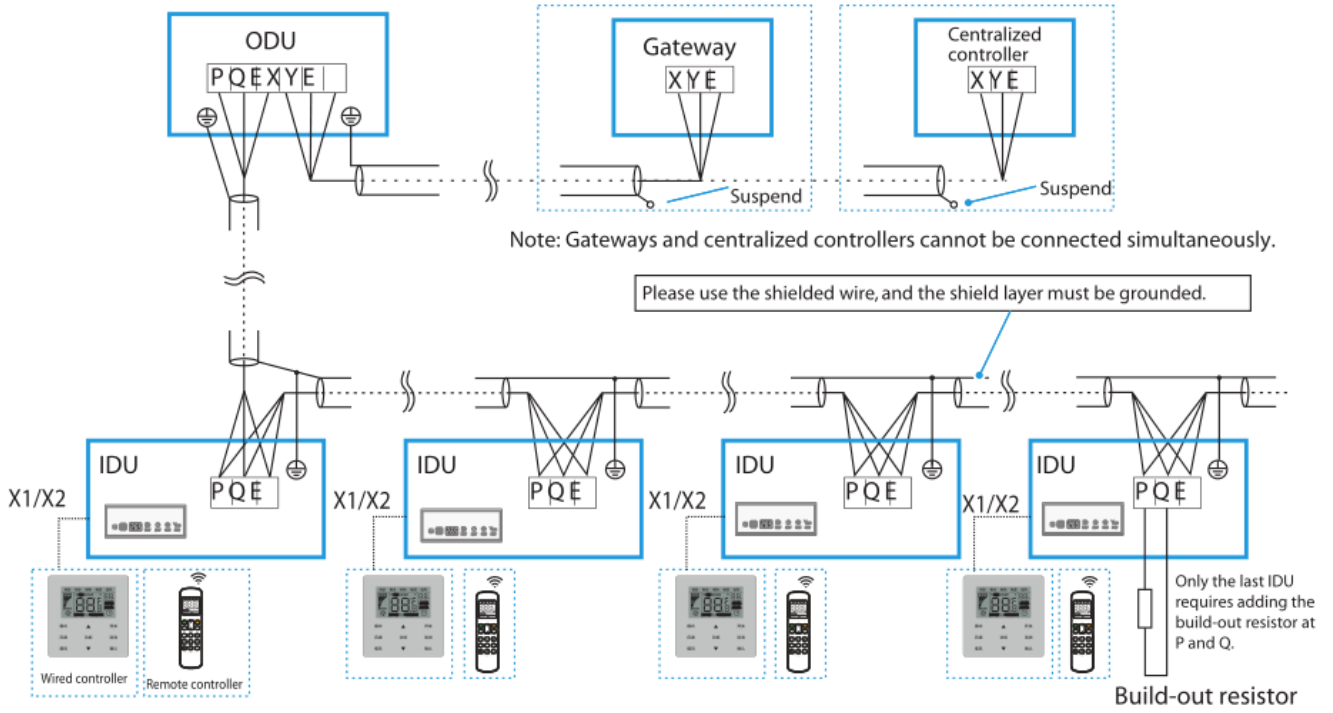 ODU
P Q E X Y E
Gateway
X Y E
Centralized
controller
X Y E
Suspend
Suspend
Note: Gateways and centralized controllers cannot be connected simultaneously.
Please use the shielded wire, and the shield layer must be grounded.
IDU
P Q E
X1/X2
IDU
P Q E
X1/X2
IDU
P Q E
X1/X2
IDU
P Q E
X1/X2
Wired controller
Remote controller
Only the last IDU
requires adding the
build-out resistor at
P and Q.
Build-out resistor